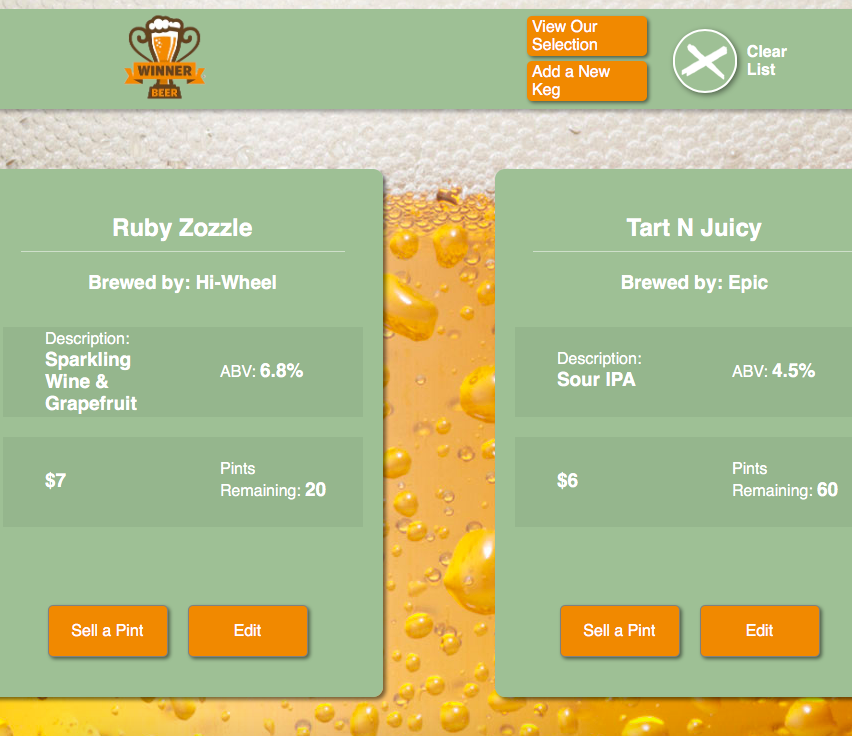 WINNER
BEER
View Our
Selection
Add a New
Keg
Clear
List
Ruby Zozzle
Brewed by: Hi-Wheel
Description:
Sparkling
Wine &
Grapefruit
ABV: 6.8%
$7
Pints
Remaining: 20
Sell a Pint
Edit
Tart N Juicy
Brewed by: Epic
Description:
Sour IPA
ABV: 4.5%
$6
Pints
Remaining: 60
Sell a Pint
Edit